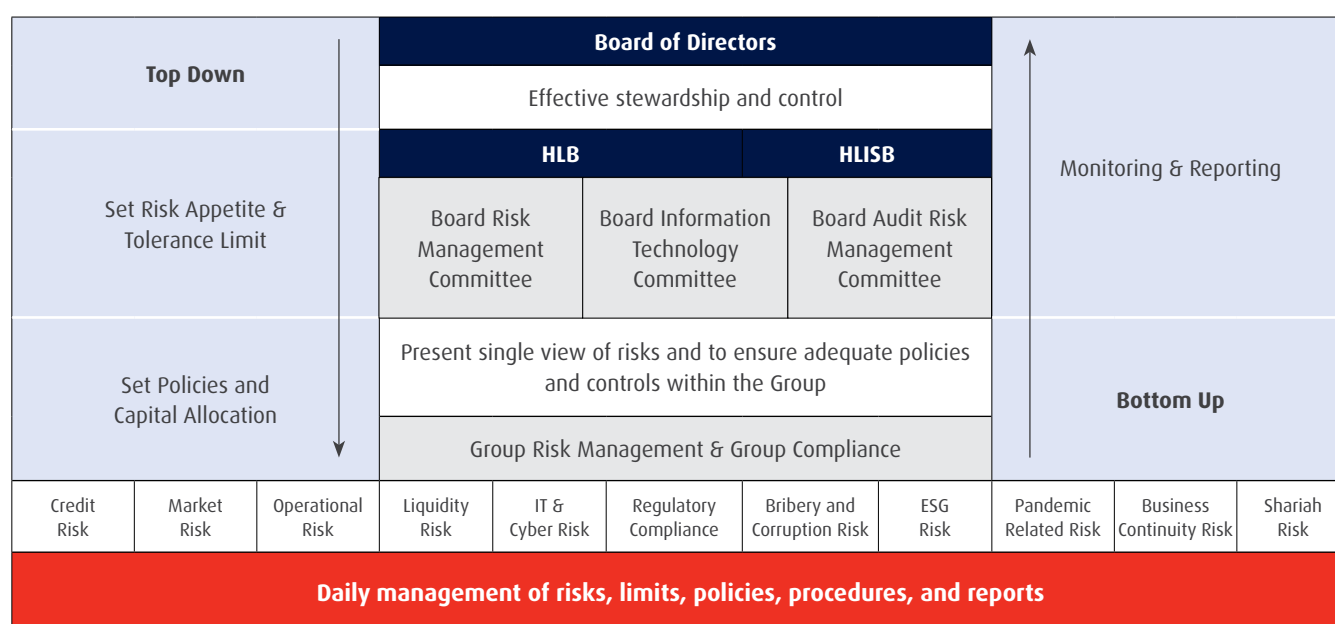 Top Down
Board of Directors
Effective stewardship and control
HLB
HLISB
Monitoring & Reporting
Set Risk Appetite &
Tolerance Limit
Board Risk
Management
Committee
Board Information
Technology
Committee
Board Audit Risk
Management
Committee
Set Policies and
Capital Allocation
Present single view of risks and to ensure adequate policies
and controls within the Group
Bottom Up
Group Risk Management & Group Compliance
Credit
Risk
Market
Risk
Operational
Risk
Liquidity
Risk
IT &
Cyber Risk
Regulatory
Compliance
Bribery and
Corruption Risk
ESG
Risk
Pandemic
Related Risk
Business
Continuity Risk
Shariah
Risk
Daily management of risks, limits, policies, procedures, and reports